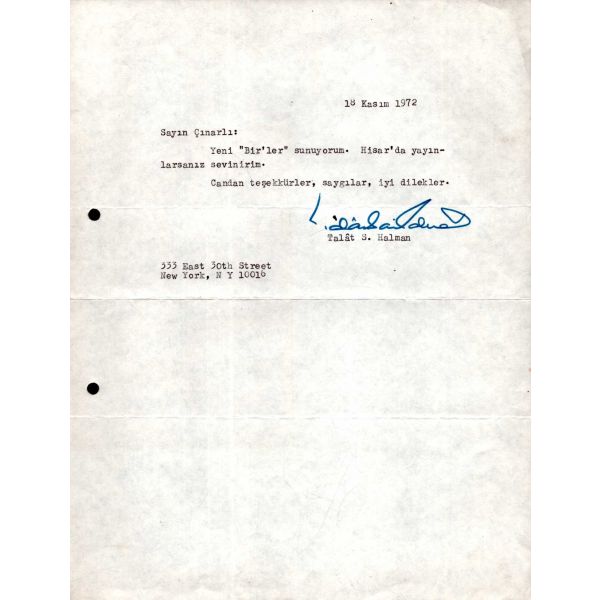 18 Kasım 1972
Sayın Çınarlı:
Yeni "Bir'ler" sunuyorum. Hisar'da yayın-
larsanız sevinirim.
Candan teşekkürler, saygılar, iyi dilekler.
Talât S. Halman
333 East 30th Street
New York, N Y 10016